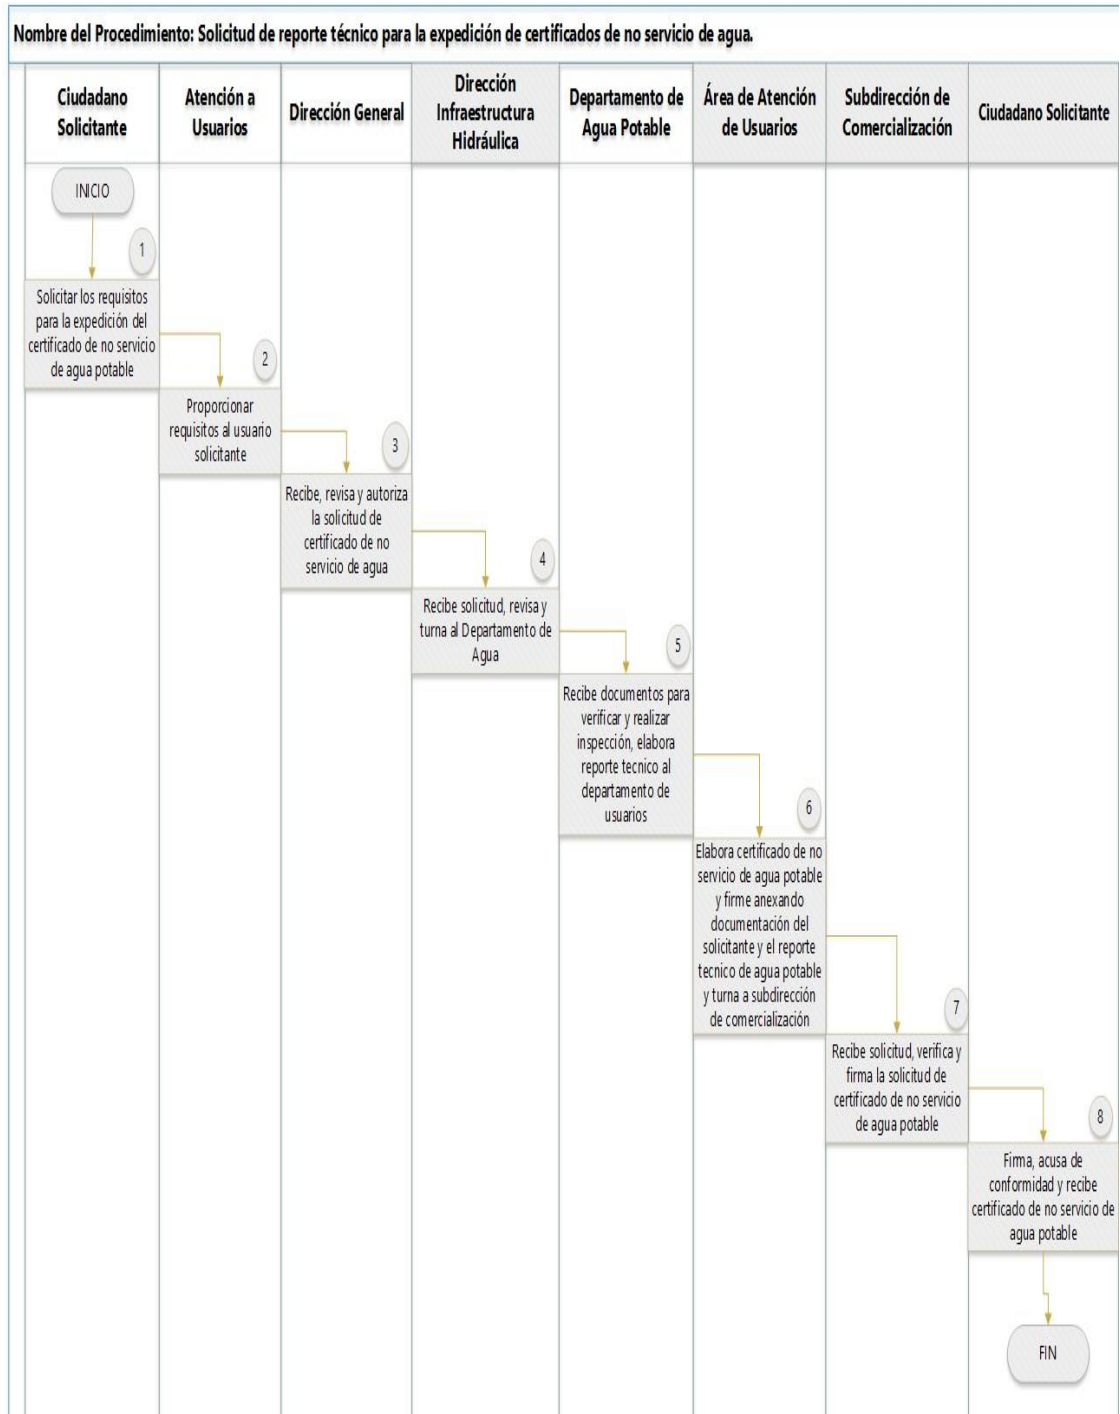 Nombre del Procedimiento: Solicitud de reporte técnico para la expedición de certificados de no servicio de agua.
Ciudadano
Solicitante
Atención a
Usuarios
Dirección General
Dirección
Infraestructura
Hidráulica
Departamento de
Agua Potable
Área de Atención
de Usuarios
Subdirección de
Comercialización
Ciudadano Solicitante
INICIO
1
Solicitar los requisitos
para la expedición del
certificado de no servicio
de agua potable
2
Proporcionar
requisitos al usuario
solicitante
3
Recibe, revisa y autoriza
la solicitud de
certificado de no
servicio de agua
4
Recibe solicitud, revisa y
turna al Departamento de
Agua
5
Recibe documentos para
verificar y realizar
inspección, elabora
reporte tecnico al
departamento de
usuarios
6
Elabora certificado de no
servicio de agua potable
y firme anexando
documentación del
solicitante y el reporte
tecnico de agua potable
y turna a subdirección
de comercialización
7
Recibe solicitud, verifica y
firma la solicitud de
certificado de no servicio
de agua potable
8
Firma, acusa de
conformidad y recibe
certificado de no servicio de
agua potable
FIN